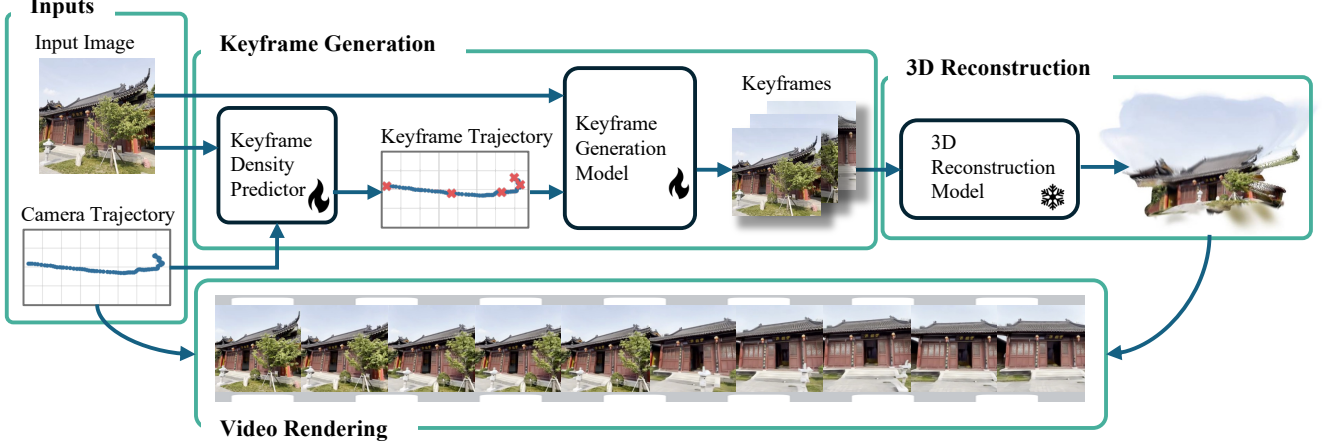 Inputs
Input Image
Camera Trajectory
Keyframe Generation
Keyframe
Density
Predictor
Keyframe Trajectory
Keyframe
Generation
Model
Keyframes
3D Reconstruction
3D
Reconstruction
Model
Video Rendering